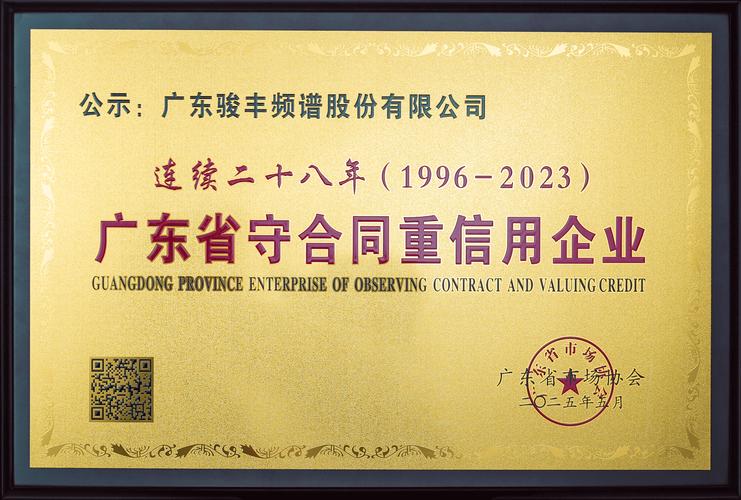 公示：广东骏丰频谱股份有限公司
连续二十八年(1996-2023)
广东省守合同重信用企业
GUANGDONG PROVINCE ENTERPRISE OF OBSERVING CONTRACT AND VALUING CREDIT
广东省市场协会
二〇二五年五月